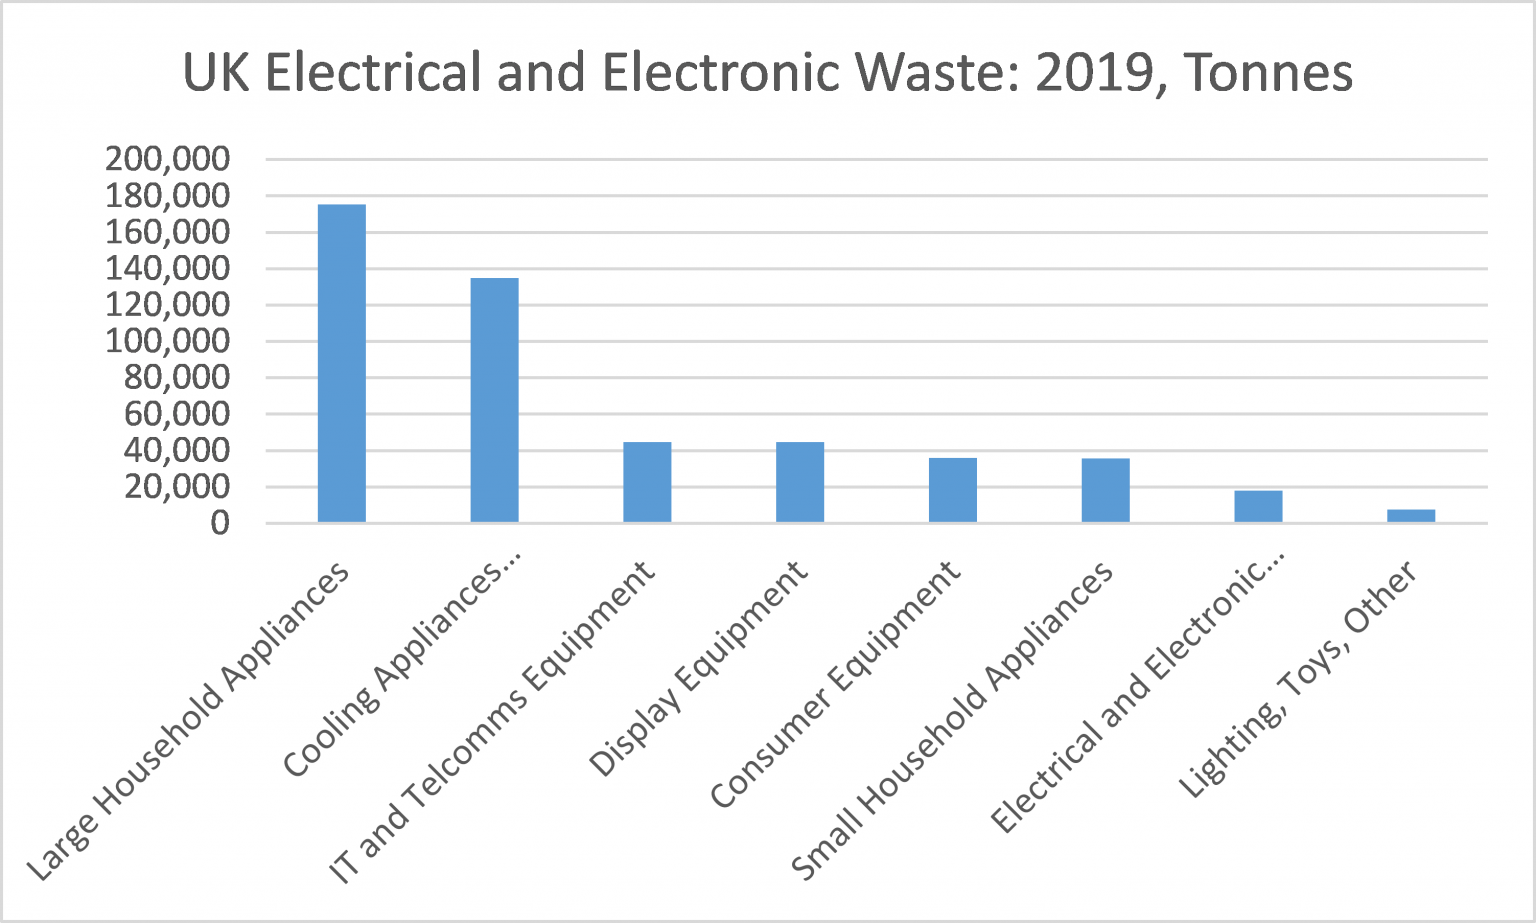 UK Electrical and Electronic Waste: 2019, Tonnes
200,000
180,000
160,000
140,000
120,000
100,000
80,000
60,000
40,000
20,000
0
Large Household Appliances
Cooling Appliances...
IT and Telcomms Equipment
Display Equipment
Consumer Equipment
Small Household Appliances
Electrical and Electronic...
Lighting, Toys, Other